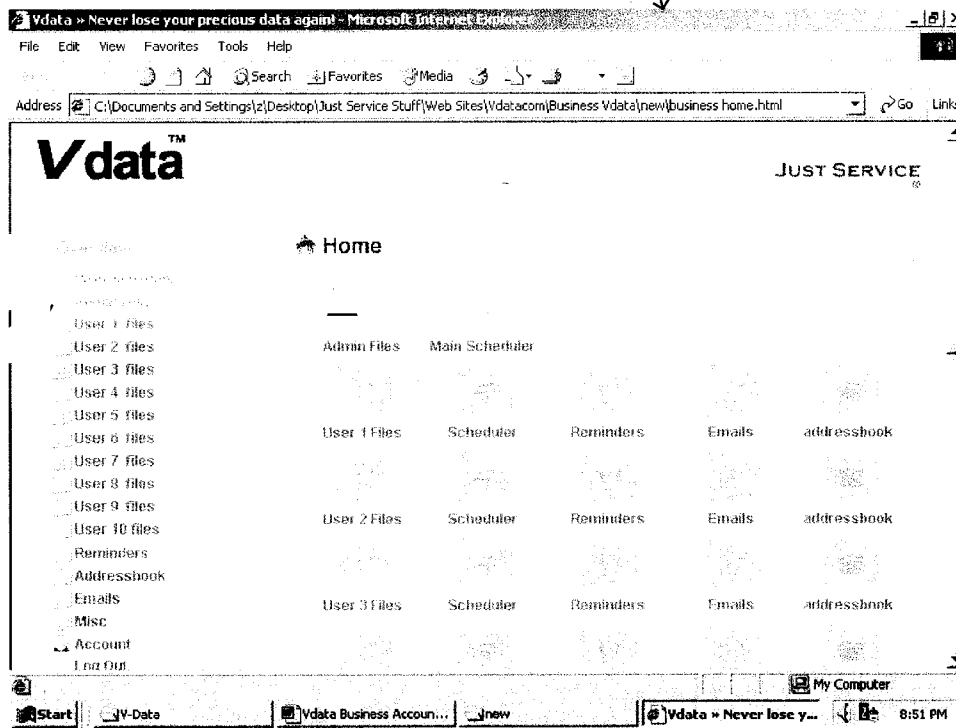 Vdata » Never lose your precious data again! - Microsoft Internet Explorer
File Edit View Favorites Tools Help
Search Favorites Media
Address C:\Documents and Settings\z\Desktop\Just Service Stuff\Web Sites\Vdatacom\Business Vdata\new\business home.html Go Links
Vdata™
JUST SERVICE ®
Home
User 1 files
User 2 files
User 3 files
User 4 files
User 5 files
User 6 files
User 7 files
User 8 files
User 9 files
User 10 files
Reminders
Addressbook
Emails
Misc
Account
Log Out
Admin Files Main Scheduler
User 1 Files Scheduler Reminders Emails addressbook
User 2 Files Scheduler Reminders Emails addressbook
User 3 Files Scheduler Reminders Emails addressbook
My Computer
Start V-Data Vdata Business Accoun... new Vdata » Never lose y... 8:51 PM